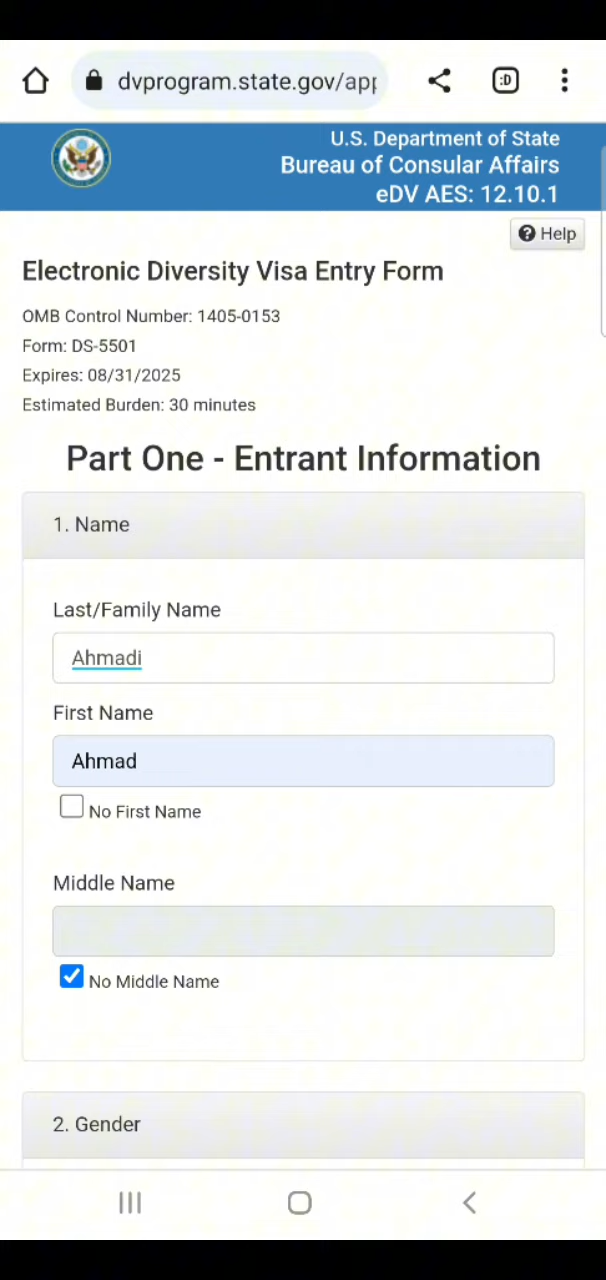 dvprogram.state.gov/app
:D
U.S. Department of State
Bureau of Consular Affairs
eDV AES: 12.10.1
Help
Electronic Diversity Visa Entry Form
OMB Control Number: 1405-0153
Form: DS-5501
Expires: 08/31/2025
Estimated Burden: 30 minutes
Part One - Entrant Information
1. Name
Last/Family Name
Ahmadi
First Name
Ahmad
No First Name
Middle Name
No Middle Name
2. Gender